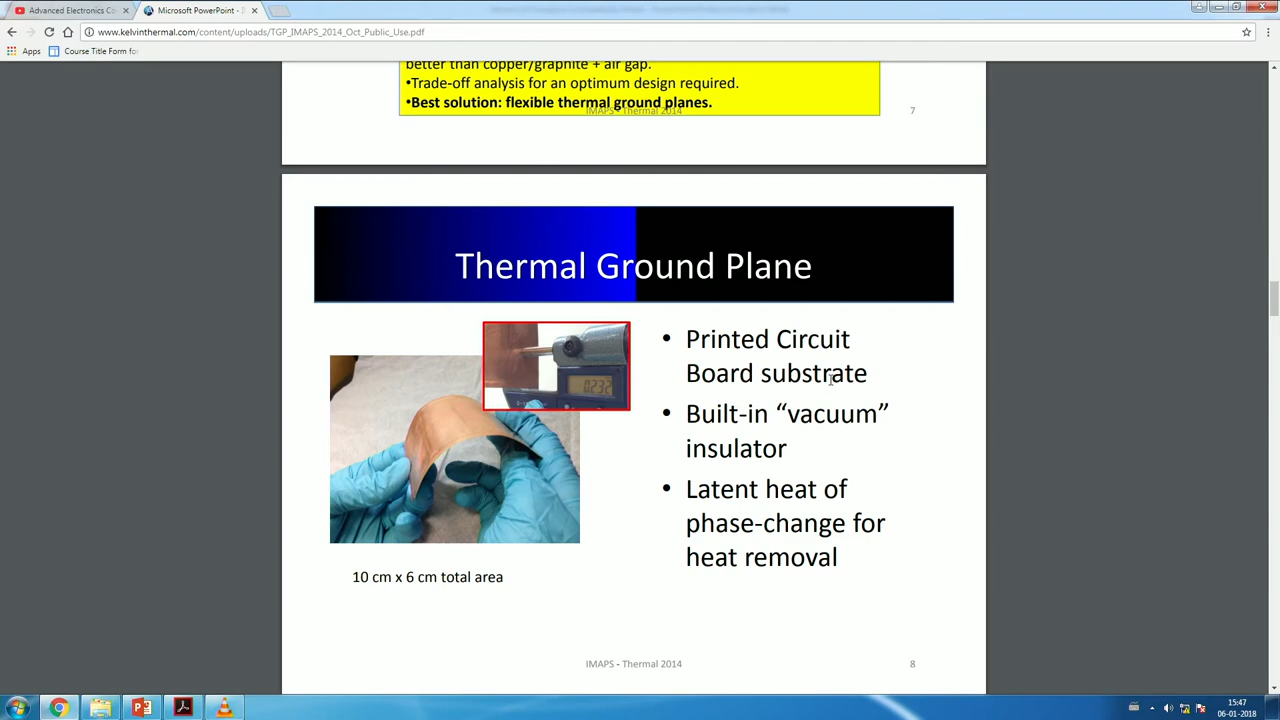 Advanced Electronics Co
Microsoft PowerPoint -
www.kelvinthermal.com/content/uploads/TGP_IMAPS_2014_Oct_Public_Use.pdf
Apps
Course Title Form for
better than copper/graphite + air gap.
•Trade-off analysis for an optimum design required.
•Best solution: flexible thermal ground planes.
IMAPS - Thermal 2014
7
Thermal Ground Plane
0.232
• Printed Circuit
Board substrate
• Built-in “vacuum”
insulator
• Latent heat of
phase-change for
heat removal
10 cm x 6 cm total area
IMAPS - Thermal 2014
8
15:47
06-01-2018